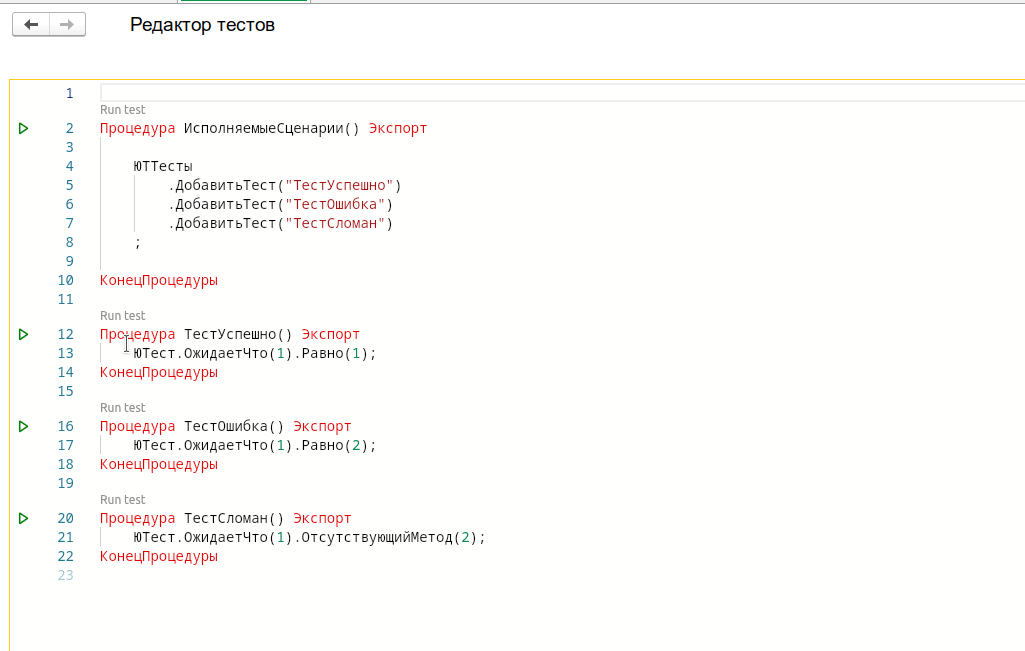 Редактор тестов
1
Run test
2 Процедура ИсполняемыеСценарии() Экспорт
3
4 ЮТТесты
5 .ДобавитьТест("ТестУспешно")
6 .ДобавитьТест("ТестОшибка")
7 .ДобавитьТест("ТестСломан")
8 ;
9
10 КонецПроцедуры
11
Run test
12 Процедура ТестУспешно() Экспорт
13 ЮТест.ОжидаетЧто(1).Равно(1);
14 КонецПроцедуры
15
Run test
16 Процедура ТестОшибка() Экспорт
17 ЮТест.ОжидаетЧто(1).Равно(2);
18 КонецПроцедуры
19
Run test
20 Процедура ТестСломан() Экспорт
21 ЮТест.ОжидаетЧто(1).ОтсутствующийМетод(2);
22 КонецПроцедуры
23